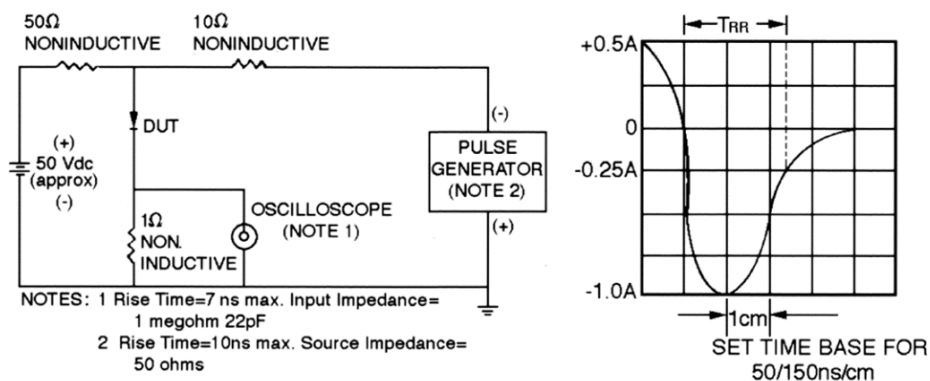 50Ω
NONINDUCTIVE
10Ω
NONINDUCTIVE
DUT
(+)
50 Vdc
(approx)
(-)
1Ω
NON.
INDUCTIVE
OSCILLOSCOPE
(NOTE 1)
(-)
PULSE
GENERATOR
(NOTE 2)
(+)
NOTES: 1 Rise Time=7 ns max. Input Impedance=
1 megohm 22pF
2 Rise Time=10ns max. Source Impedance=
50 ohms
TRR
+0.5A
0
-0.25A
-1.0A
1cm
SET TIME BASE FOR
50/150ns/cm